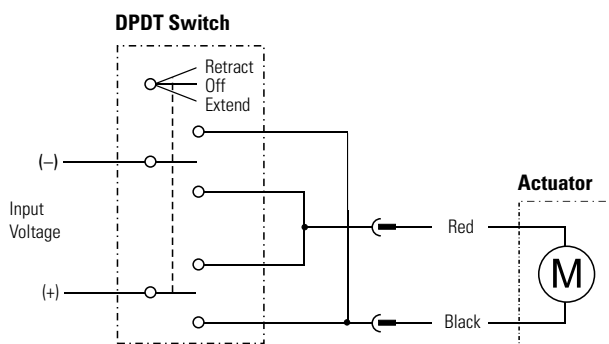 DPDT Switch
Retract
Off
Extend
(–)
Input
Voltage
(+)
Actuator
Red
M
Black